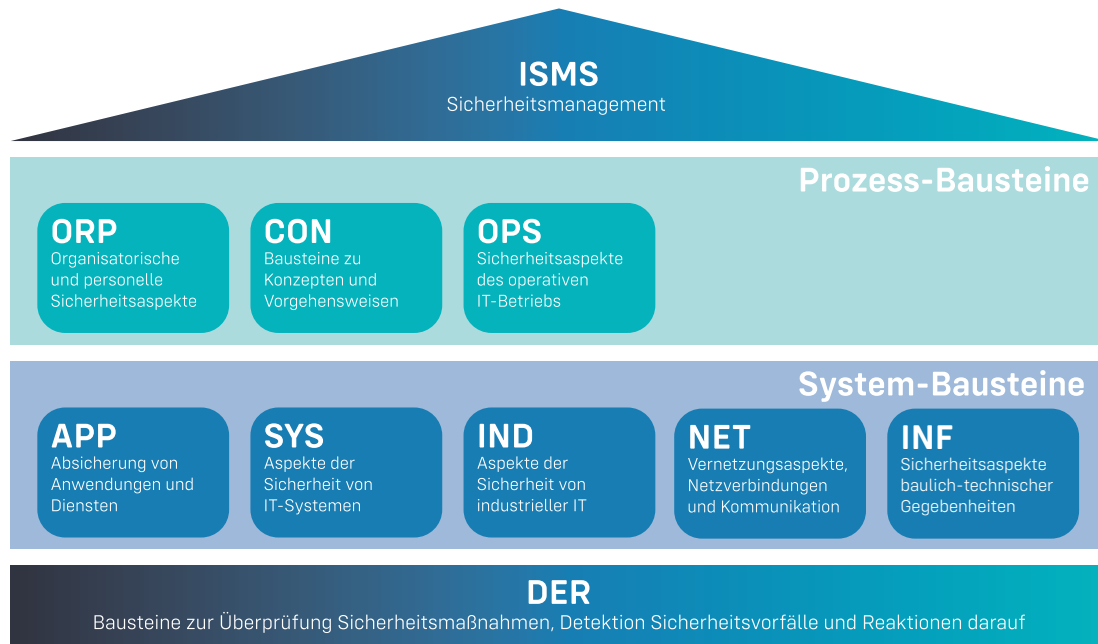 ISMS
Sicherheitsmanagement
Prozess-Bausteine
ORP
Organisatorische
und personelle
Sicherheitsaspekte
CON
Bausteine zu
Konzepten und
Vorgehensweisen
OPS
Sicherheitsaspekte
des operativen
IT-Betriebs
System-Bausteine
APP
Absicherung von
Anwendungen und
Diensten
SYS
Aspekte der
Sicherheit von
IT-Systemen
IND
Aspekte der
Sicherheit von
industrieller IT
NET
Vernetzungsaspekte,
Netzverbindungen
und Kommunikation
INF
Sicherheitsaspekte
baulich-technischer
Gegebenheiten
DER
Bausteine zur Überprüfung Sicherheitsmaßnahmen, Detektion Sicherheitsvorfälle und Reaktionen darauf